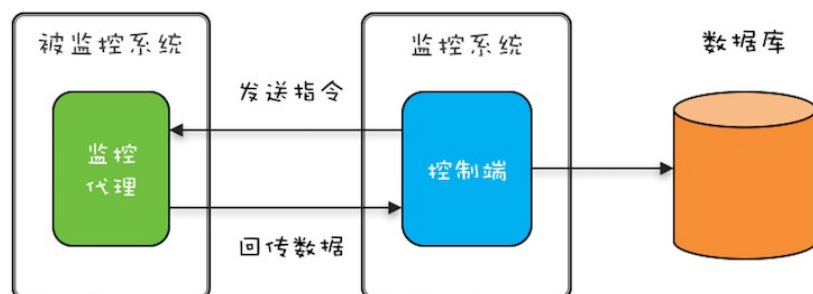 被监控系统
监控系统
数据库
发送指令
监控
代理
控制端
回传数据